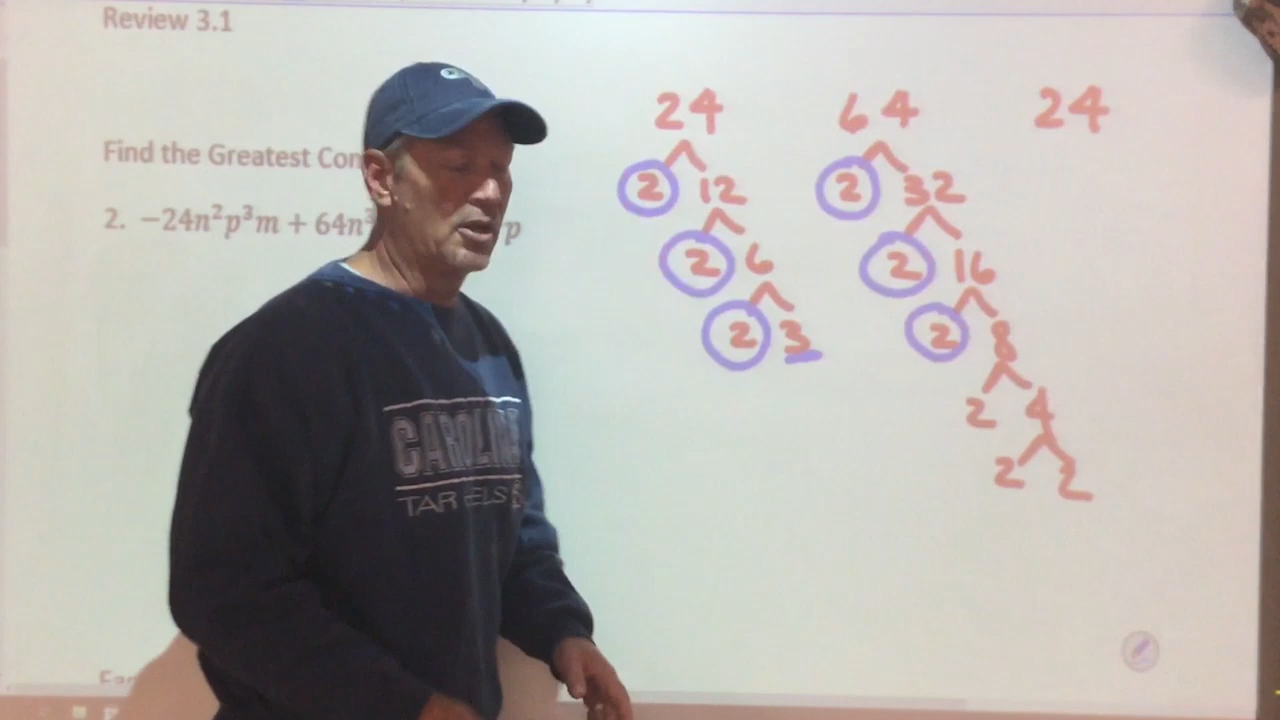 Review 3.1
24 64 24
Find the Greatest Con
2 12 2 32
2. −24n²p³m + 64n³ p
2 6 2 16
2 3 2 8
2 4
2 2
CAROLINA
TAR HEELS